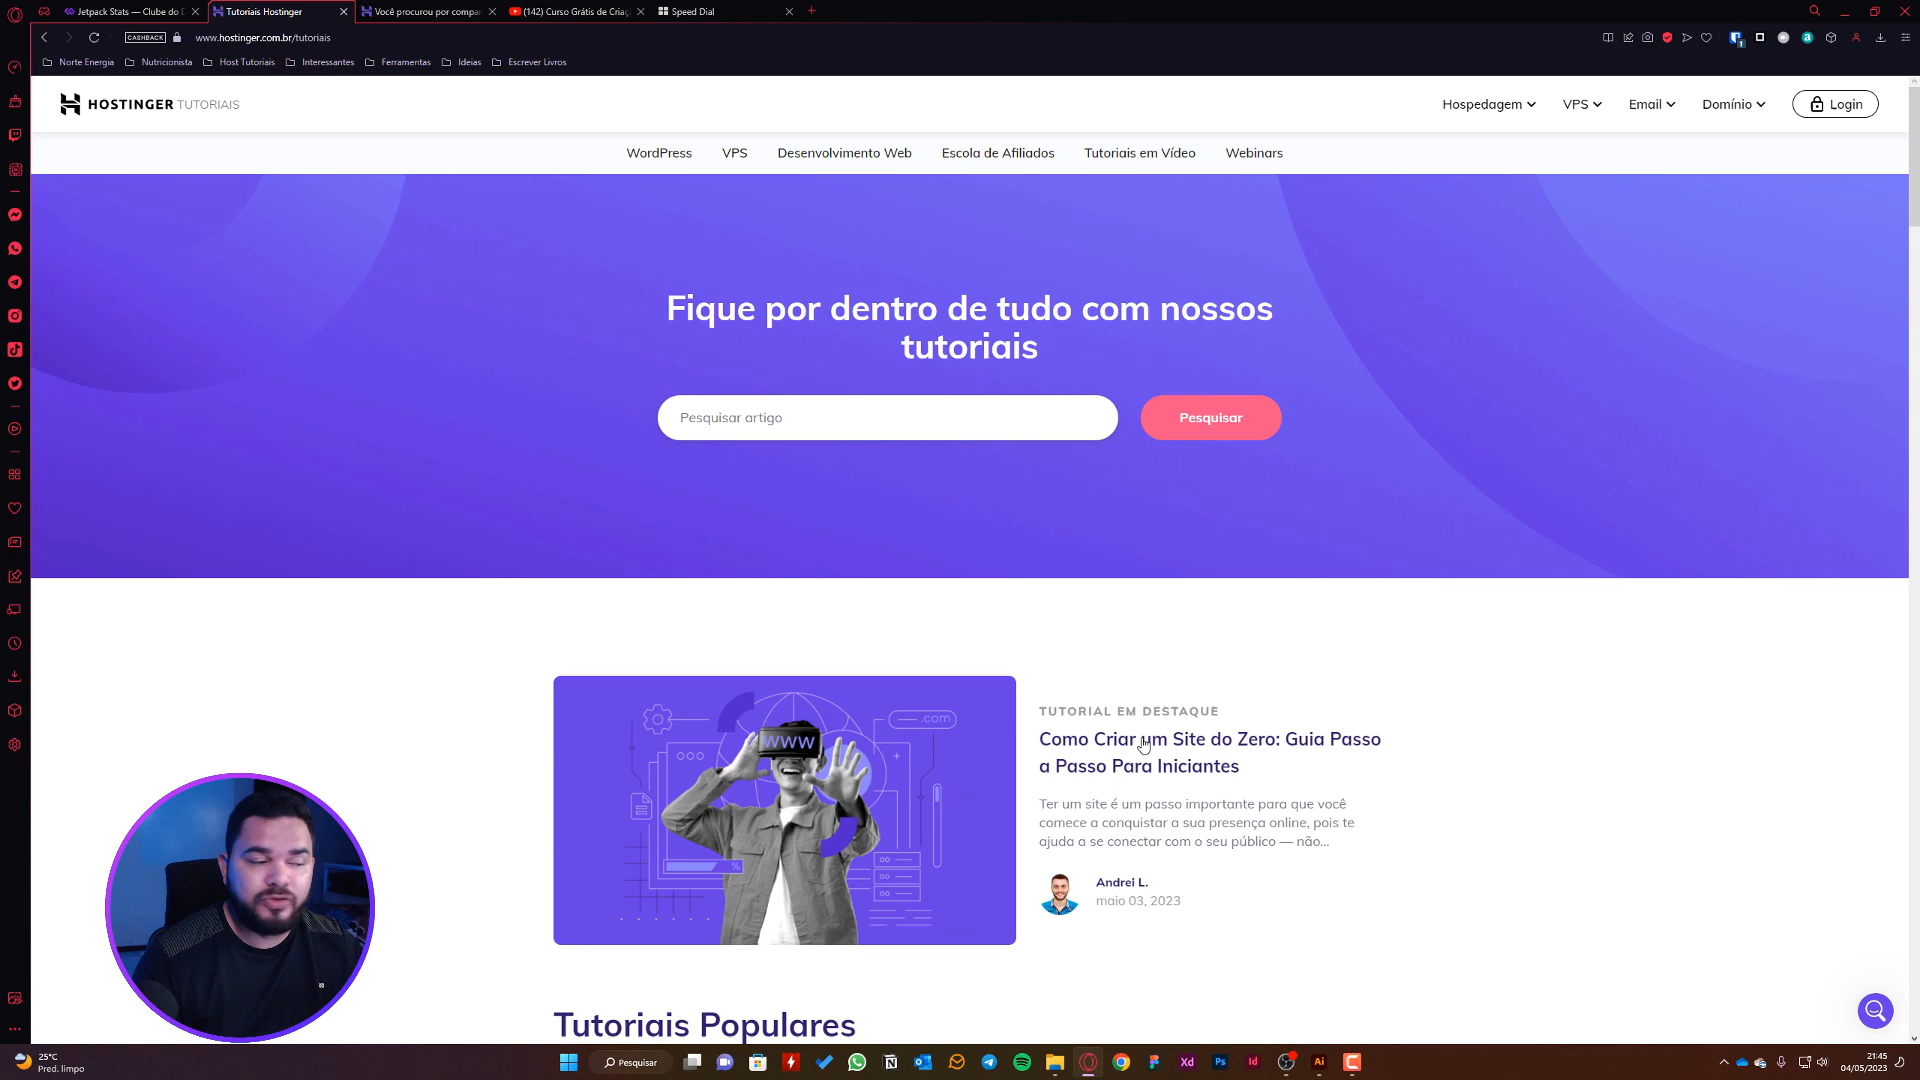 Jetpack Stats — Clube do D
Tutoriais Hostinger
Você procurou por compar
(142) Curso Grátis de Criaç
Speed Dial
CASHBACK
www.hostinger.com.br/tutoriais
1
Norte Energia
Nutricionista
Host Tutoriais
Interessantes
Ferramentas
Ideias
Escrever Livros
HOSTINGER TUTORIAIS
Hospedagem
VPS
Email
Domínio
Login
WordPress
VPS
Desenvolvimento Web
Escola de Afiliados
Tutoriais em Vídeo
Webinars
Fique por dentro de tudo com nossos
tutoriais
Pesquisar artigo
Pesquisar
.com
WWW
%
TUTORIAL EM DESTAQUE
Como Criar um Site do Zero: Guia Passo
a Passo Para Iniciantes
Ter um site é um passo importante para que você
comece a conquistar a sua presença online, pois te
ajuda a se conectar com o seu público — não...
Andrei L.
maio 03, 2023
Tutoriais Populares
25°C
Pred. limpo
Pesquisar
Xd
Ps
Id
Ai
21:45
04/05/2023